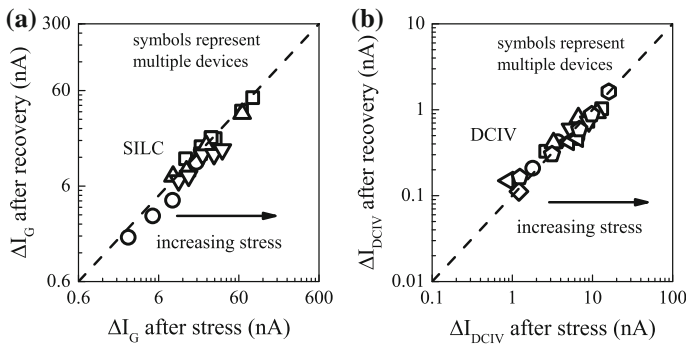 (a)
300
60
6
0.6
ΔI_G after recovery (nA)
symbols represent
multiple devices
SILC
increasing stress
0.6 6 60 600
ΔI_G after stress (nA)
(b)
10
1
0.1
0.01
ΔI_DCIV after recovery (nA)
symbols represent
multiple devices
DCIV
increasing stress
0.1 1 10 100
ΔI_DCIV after stress (nA)